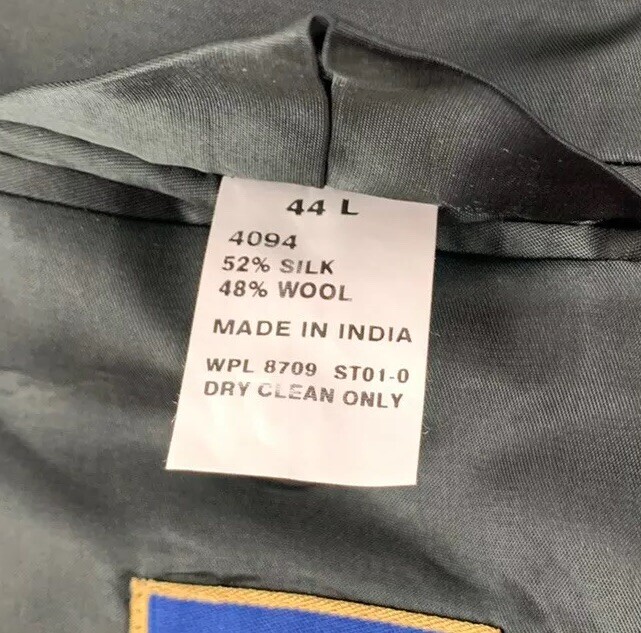 44 L
4094
52% SILK
48% WOOL
MADE IN INDIA
WPL 8709 ST01-0
DRY CLEAN ONLY